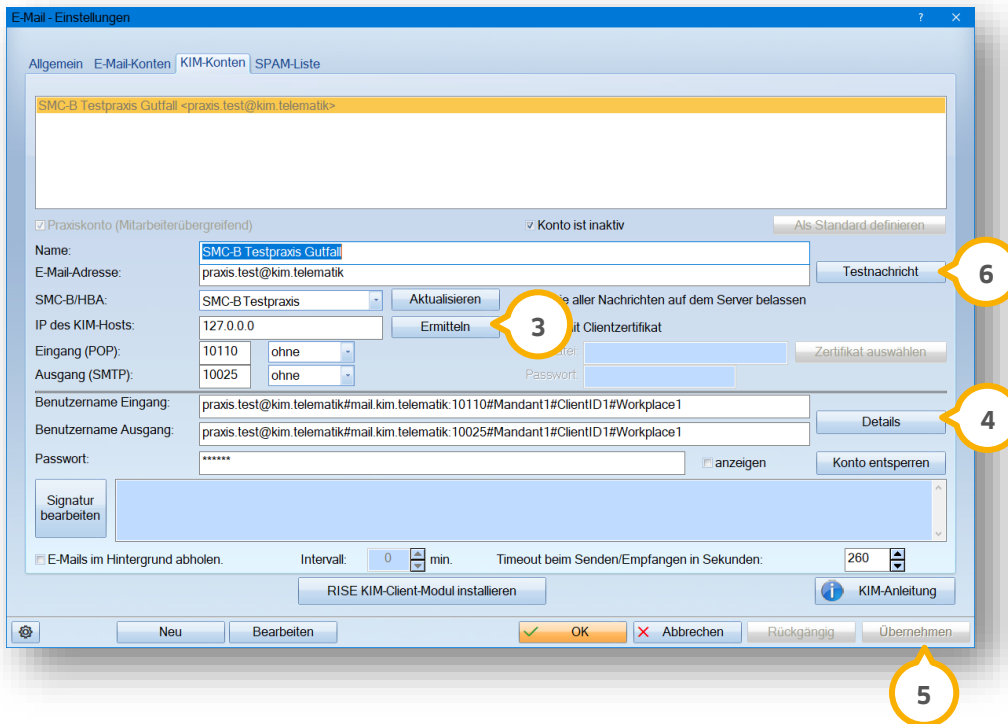 E-Mail - Einstellungen ? ×
Allgemein E-Mail-Konten KIM-Konten SPAM-Liste
SMC-B Testpraxis Gutfall <praxis.test@kim.telematik>
Praxiskonto (Mitarbeiterübergreifend) Konto ist inaktiv Als Standard definieren
Name: SMC-B Testpraxis Gutfall
E-Mail-Adresse: praxis.test@kim.telematik Testnachricht 6
SMC-B/HBA: SMC-B Testpraxis Aktualisieren aller Nachrichten auf dem Server belassen
IP des KIM-Hosts: 127.0.0.0 Ermitteln 3 Clientzertifikat
Eingang (POP): 10110 ohne Zertifikat auswählen
Ausgang (SMTP): 10025 ohne Passwort:
Benutzername Eingang: praxis.test@kim.telematik#mail.kim.telematik:10110#Mandant1#ClientID1#Workplace1
Details 4
Benutzername Ausgang: praxis.test@kim.telematik#mail.kim.telematik:10025#Mandant1#ClientID1#Workplace1
Passwort: ****** anzeigen Konto entsperren
Signatur
bearbeiten
E-Mails im Hintergrund abholen. Intervall: 0 min. Timeout beim Senden/Empfangen in Sekunden: 260
RISE KIM-Client-Modul installieren KIM-Anleitung
Neu Bearbeiten OK Abbrechen Rückgängig Übernehmen
5